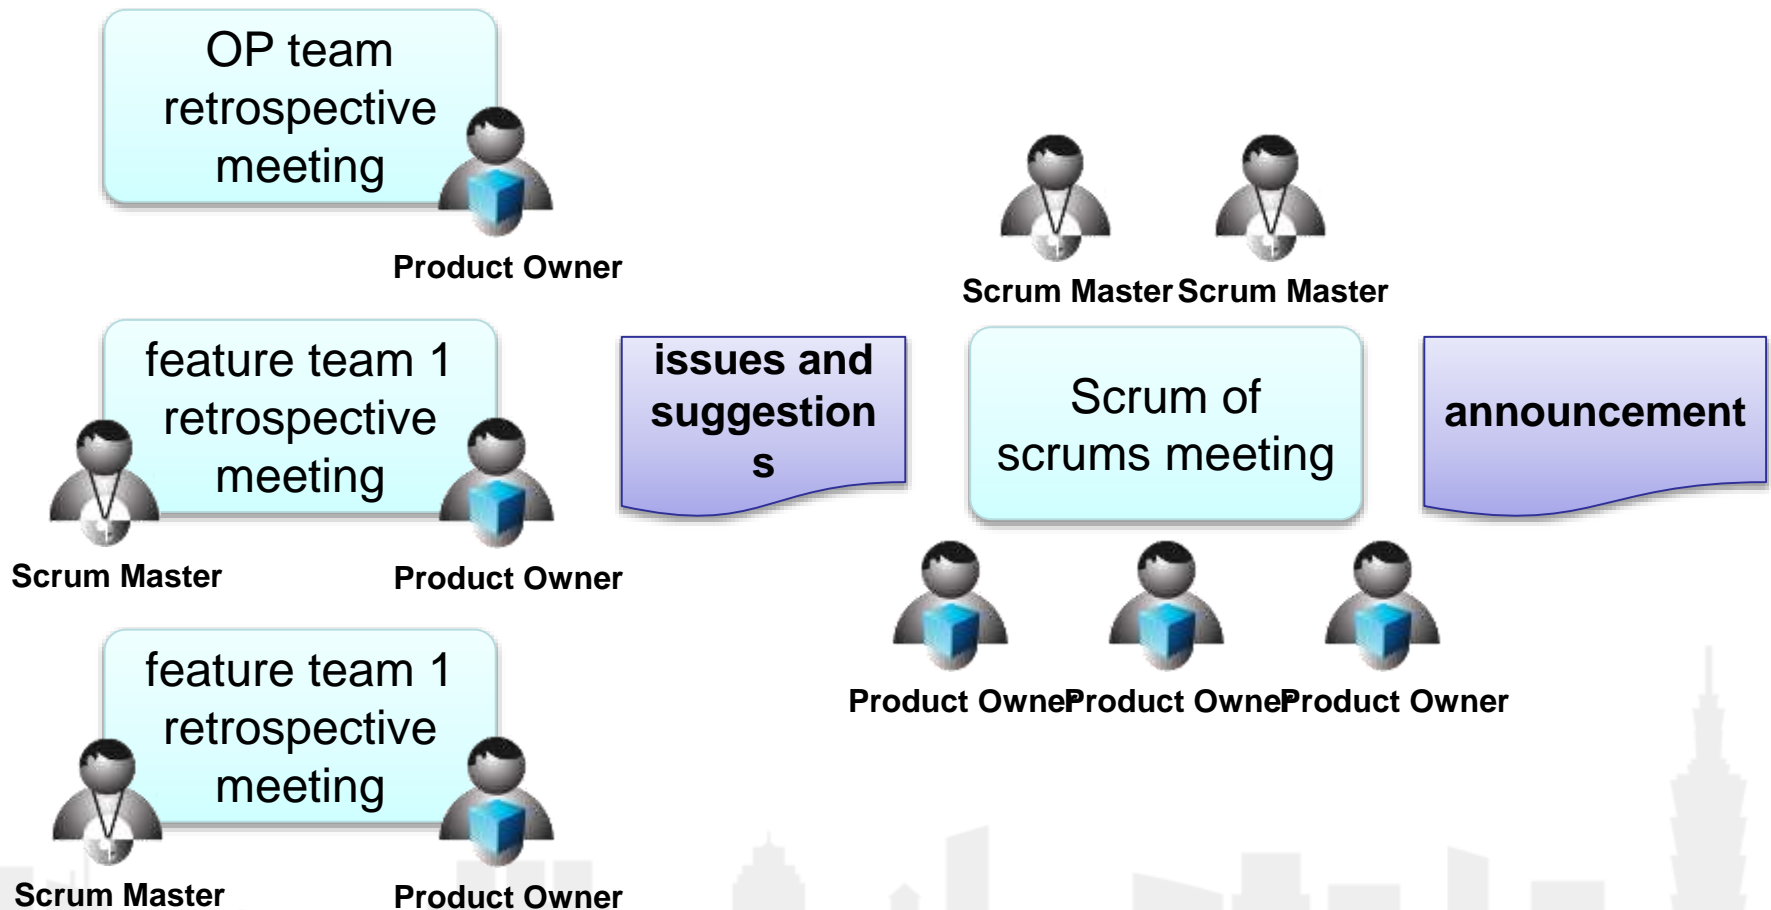 OP team
retrospective
meeting
Product Owner
feature team 1
retrospective
meeting
Scrum Master
Product Owner
feature team 1
retrospective
meeting
Scrum Master
Product Owner
issues and
suggestion
s
Scrum Master
Scrum Master
Scrum of
scrums meeting
Product Owner
Product Owner
Product Owner
announcement